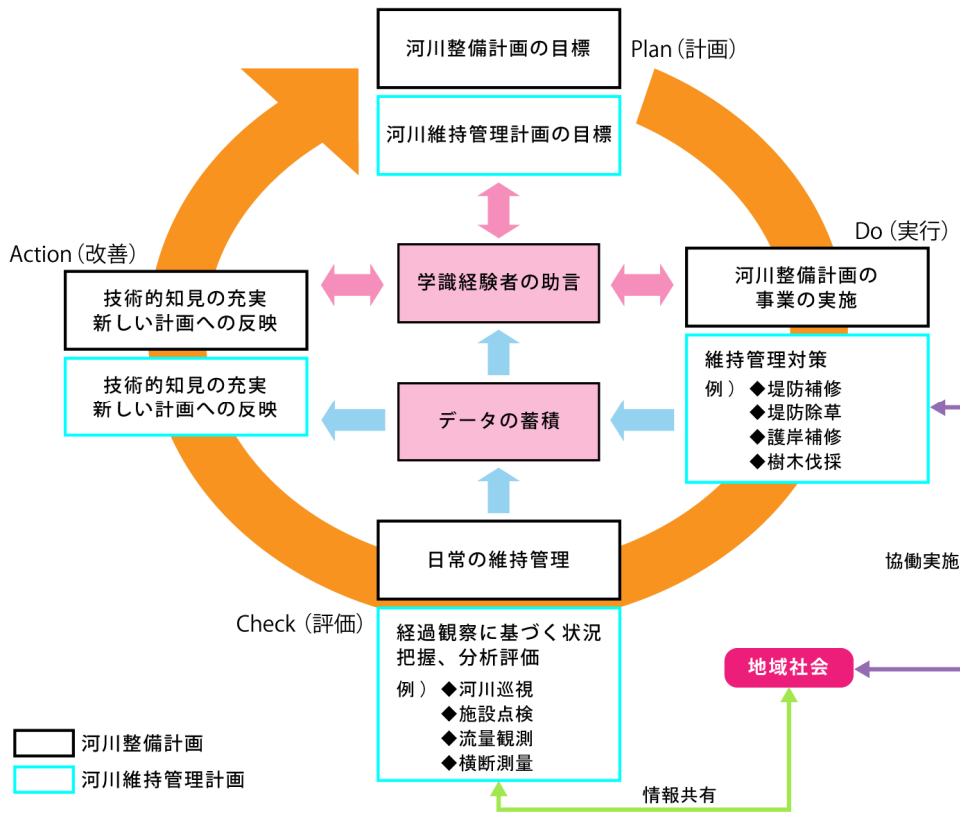 河川整備計画の目標
Plan（計画）
河川維持管理計画の目標
Do（実行）
Action（改善）
学識経験者の助言
河川整備計画の
事業の実施
技術的知見の充実
新しい計画への反映
維持管理対策
例）◆堤防補修
◆堤防除草
◆護岸補修
◆樹木伐採
技術的知見の充実
新しい計画への反映
データの蓄積
日常の維持管理
協働実施
Check（評価）
経過観察に基づく状況
把握、分析評価
例）◆河川巡視
◆施設点検
◆流量観測
◆横断測量
地域社会
河川整備計画
河川維持管理計画
情報共有